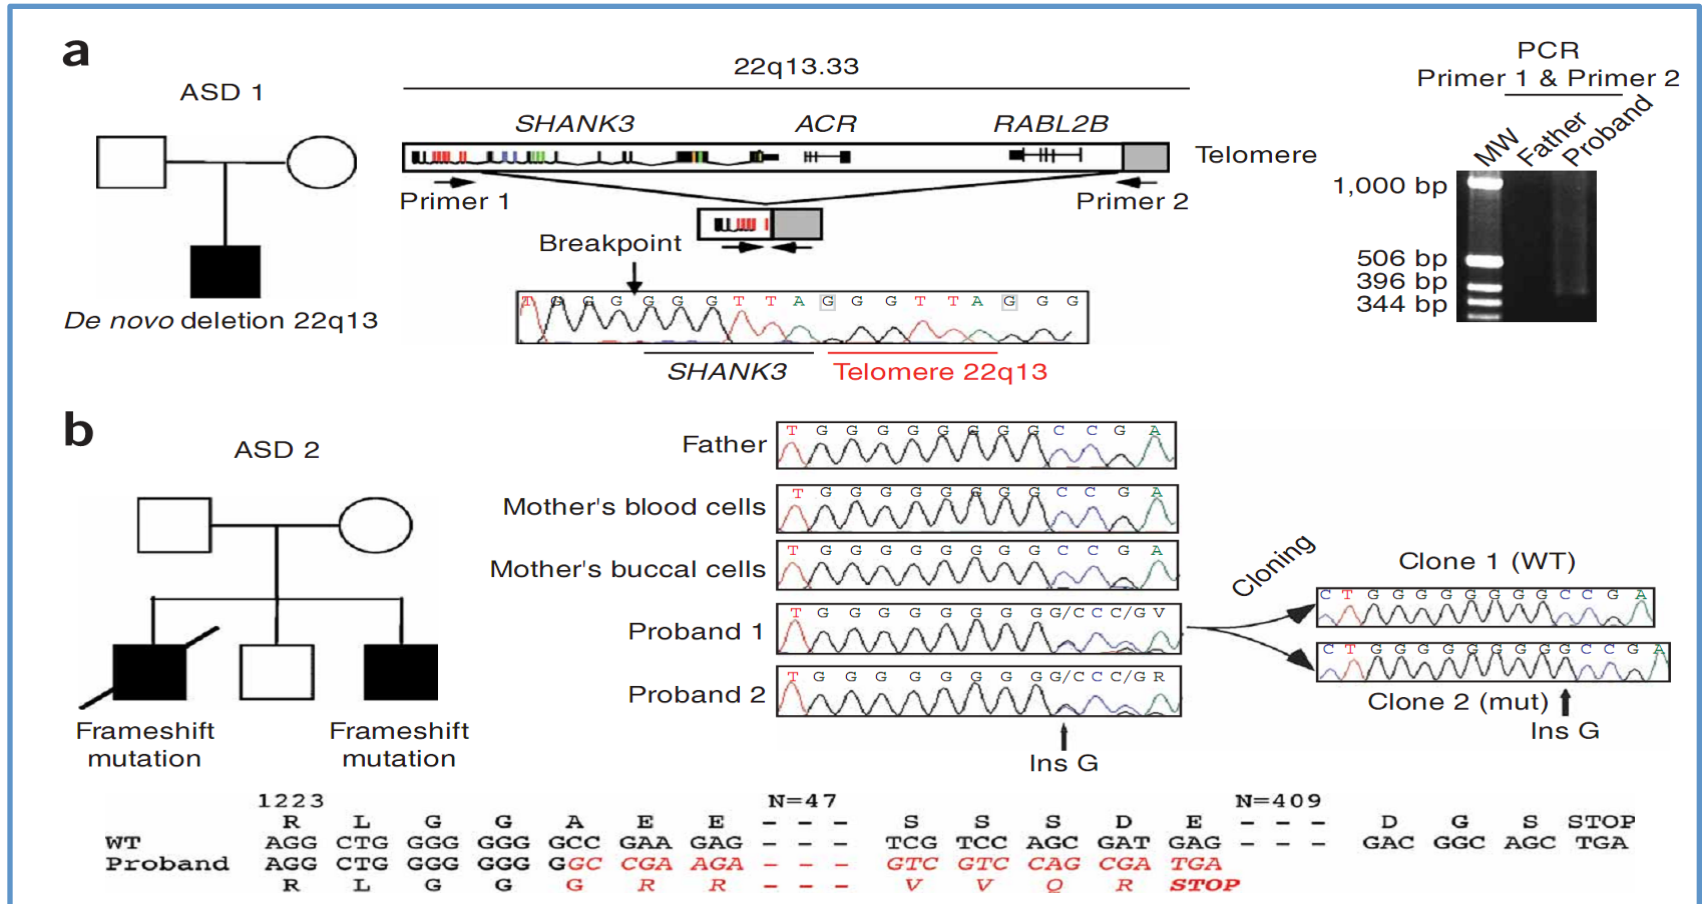 a
ASD 1
De novo deletion 22q13
22q13.33
SHANK3 ACR RABL2B
Telomere
Primer 1 Primer 2
Breakpoint
T G G G G G G T T A G G G T T A G G G
SHANK3 Telomere 22q13
PCR
Primer 1 & Primer 2
MW Father Proband
1,000 bp
506 bp
396 bp
344 bp
b
ASD 2
Frameshift mutation
Frameshift mutation
Father
T G G G G G G G G C C G A
Mother's blood cells
T G G G G G G G G C C G A
Mother's buccal cells
T G G G G G G G G C C G A
Proband 1
T G G G G G G G G G/C C C/G V
Proband 2
T G G G G G G G G G/C C C/G R
Ins G
Cloning
Clone 1 (WT)
C T G G G G G G G G C C G A
C T G G G G G G G G G C C G A
Clone 2 (mut)
Ins G
1223 N=47 N=409
R L G G A E E - - - S S S D E - - - D G S STOP
WT AGG CTG GGG GGG GCC GAA GAG - - - TCG TCC AGC GAT GAG - - - GAC GGC AGC TGA
Proband AGG CTG GGG GGG GGC CGA AGA - - - GTC GTC CAG CGA TGA
R L G G G R R - - - V V Q R STOP